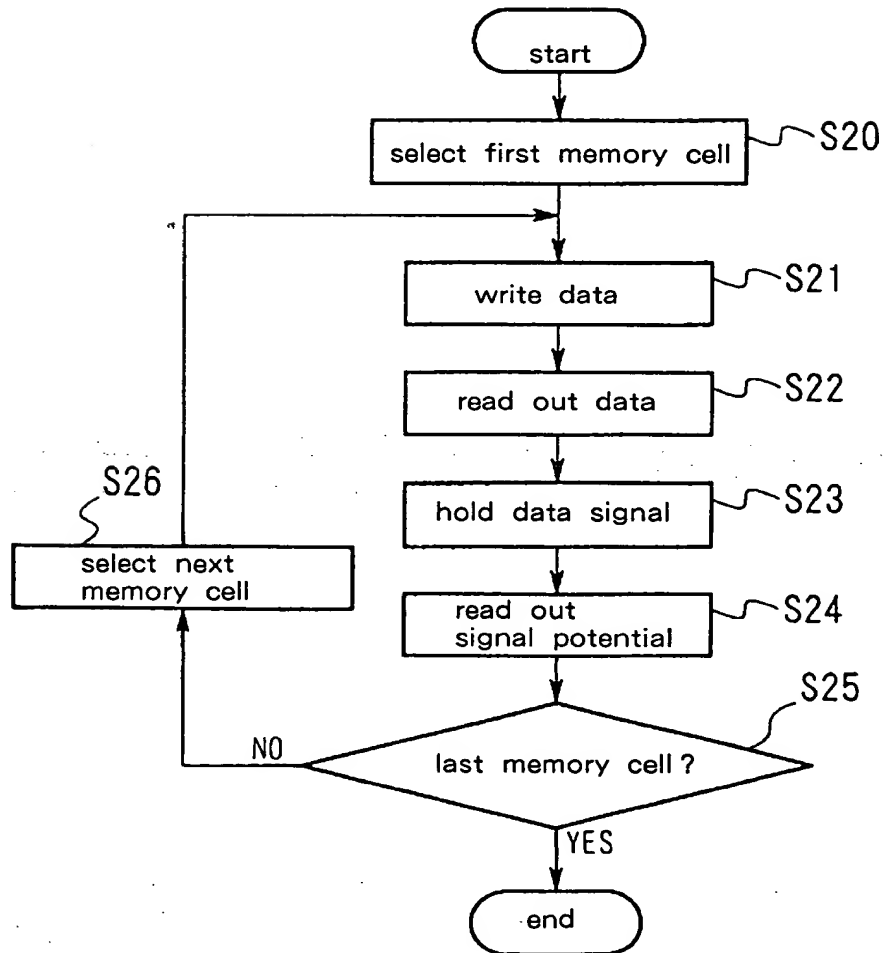 start
select first memory cell
S20
write data
S21
read out data
S22
hold data signal
S23
S26
select next
memory cell
read out
signal potential
S24
S25
last memory cell?
NO
YES
end